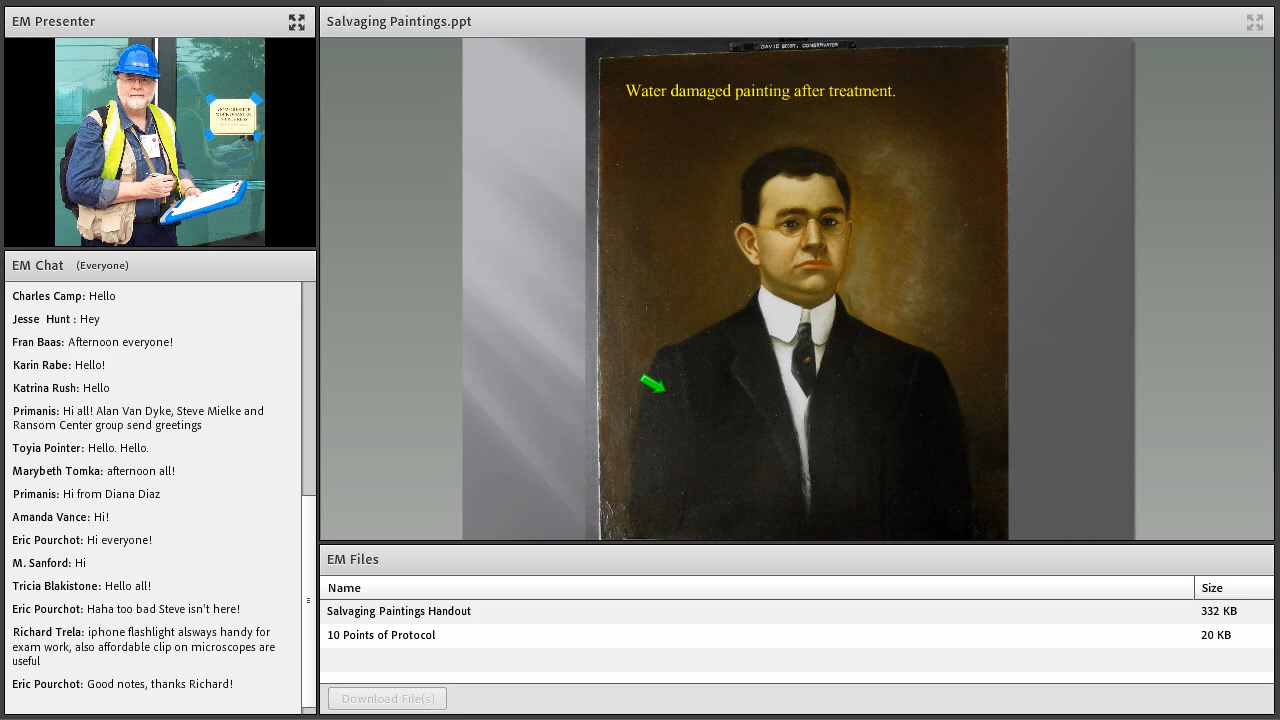 EM Presenter
EM Chat (Everyone)
Charles Camp: Hello
Jesse Hunt : Hey
Fran Baas: Afternoon everyone!
Karin Rabe: Hello!
Katrina Rush: Hello
Primanis: Hi all! Alan Van Dyke, Steve Mielke and
Ransom Center group send greetings
Toyia Pointer: Hello. Hello.
Marybeth Tomka: afternoon all!
Primanis: Hi from Diana Diaz
Amanda Vance: Hi!
Eric Pourchot: Hi everyone!
M. Sanford: Hi
Tricia Blakistone: Hello all!
Eric Pourchot: Haha too bad Steve isn't here!
Richard Trela: iphone flashlight alsways handy for
exam work, also affordable clip on microscopes are
useful
Eric Pourchot: Good notes, thanks Richard!
Salvaging Paintings.ppt
DAVID GOIST, CONSERVATOR
Water damaged painting after treatment.
EM Files
Name Size
Salvaging Paintings Handout 332 KB
10 Points of Protocol 20 KB
Download File(s)